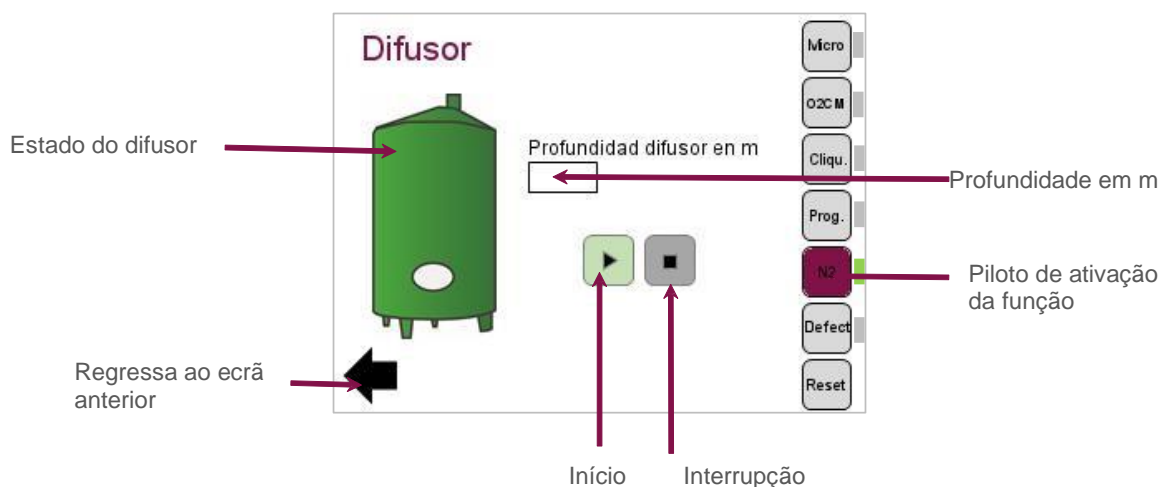 Difusor
Micro
O2CM
Estado do difusor
Profundidad difusor en m
Cliqu.
Profundidade em m
Prog.
N2
Piloto de ativação
da função
Defect
Regressa ao ecrã
anterior
Reset
Início
Interrupção